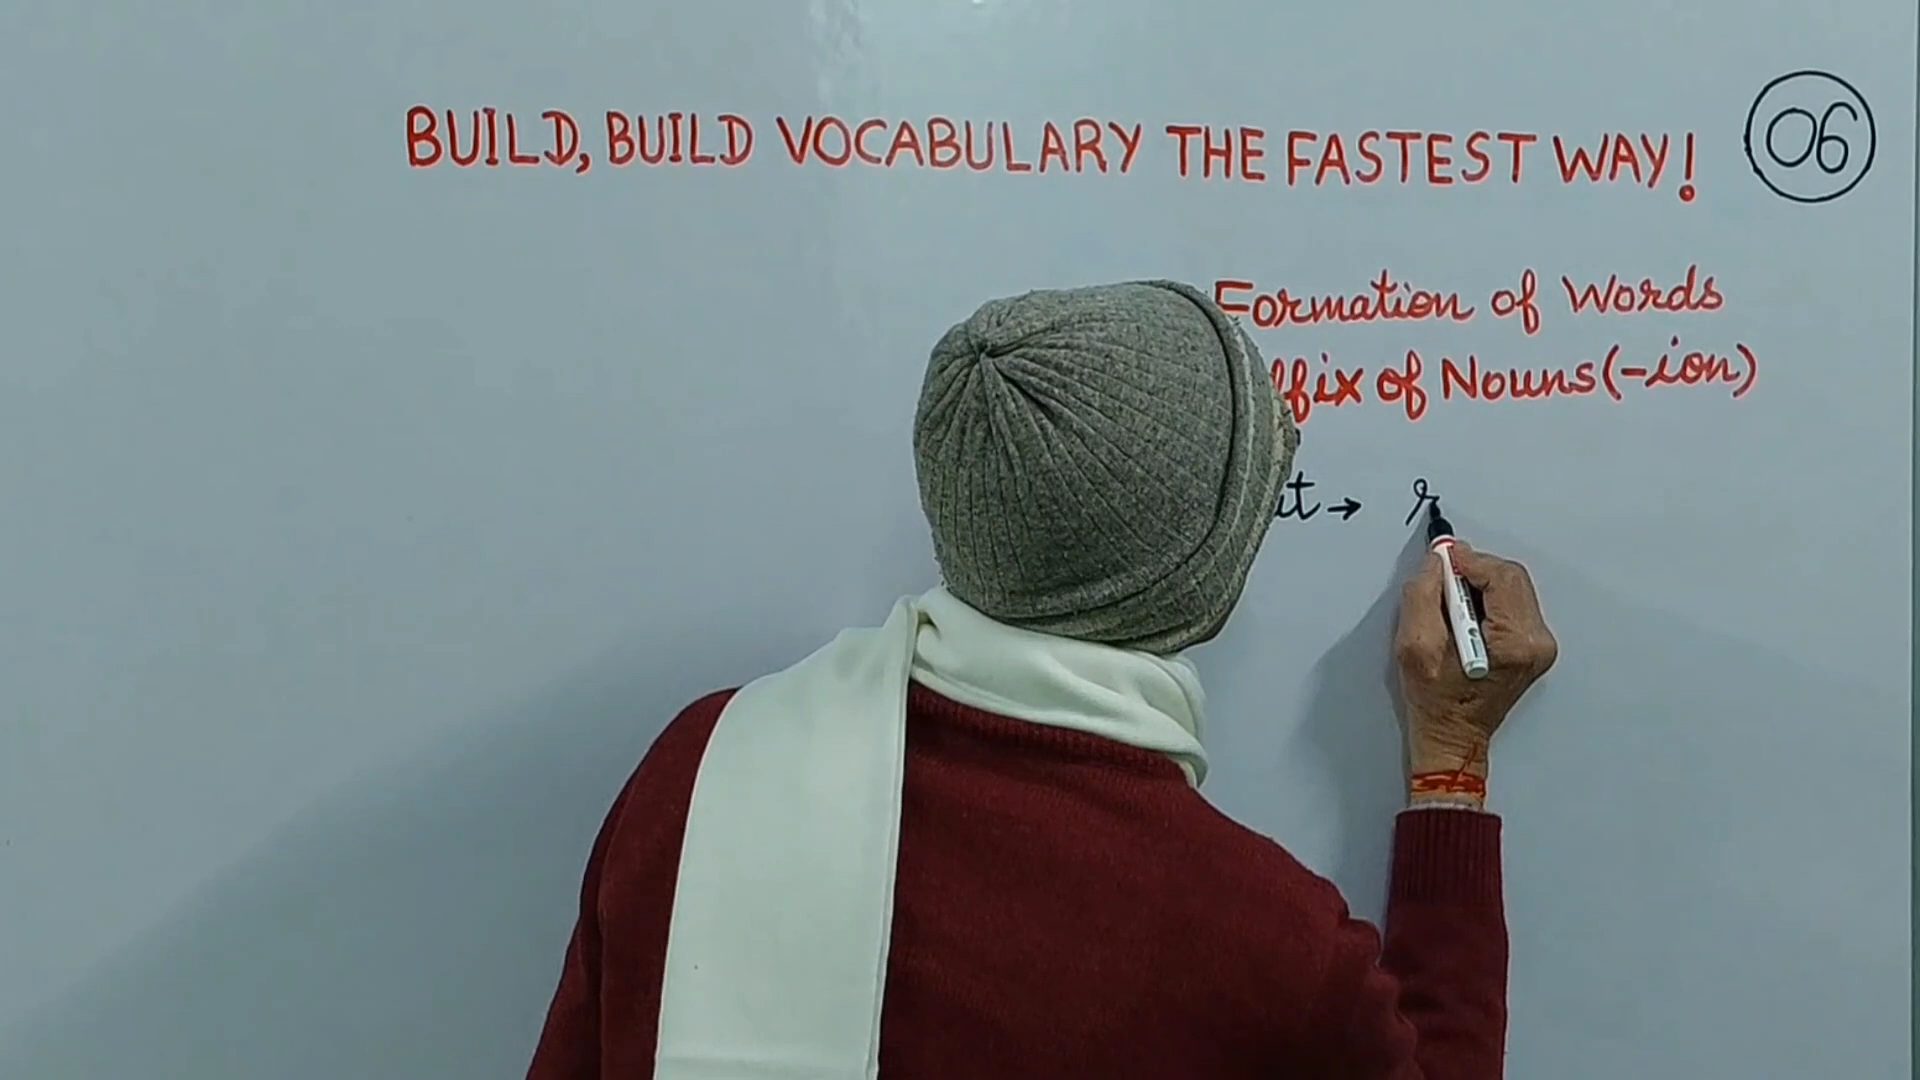 BUILD, BUILD VOCABULARY THE FASTEST WAY! 06
Formation of Words
of Nouns (-ion)
→ r